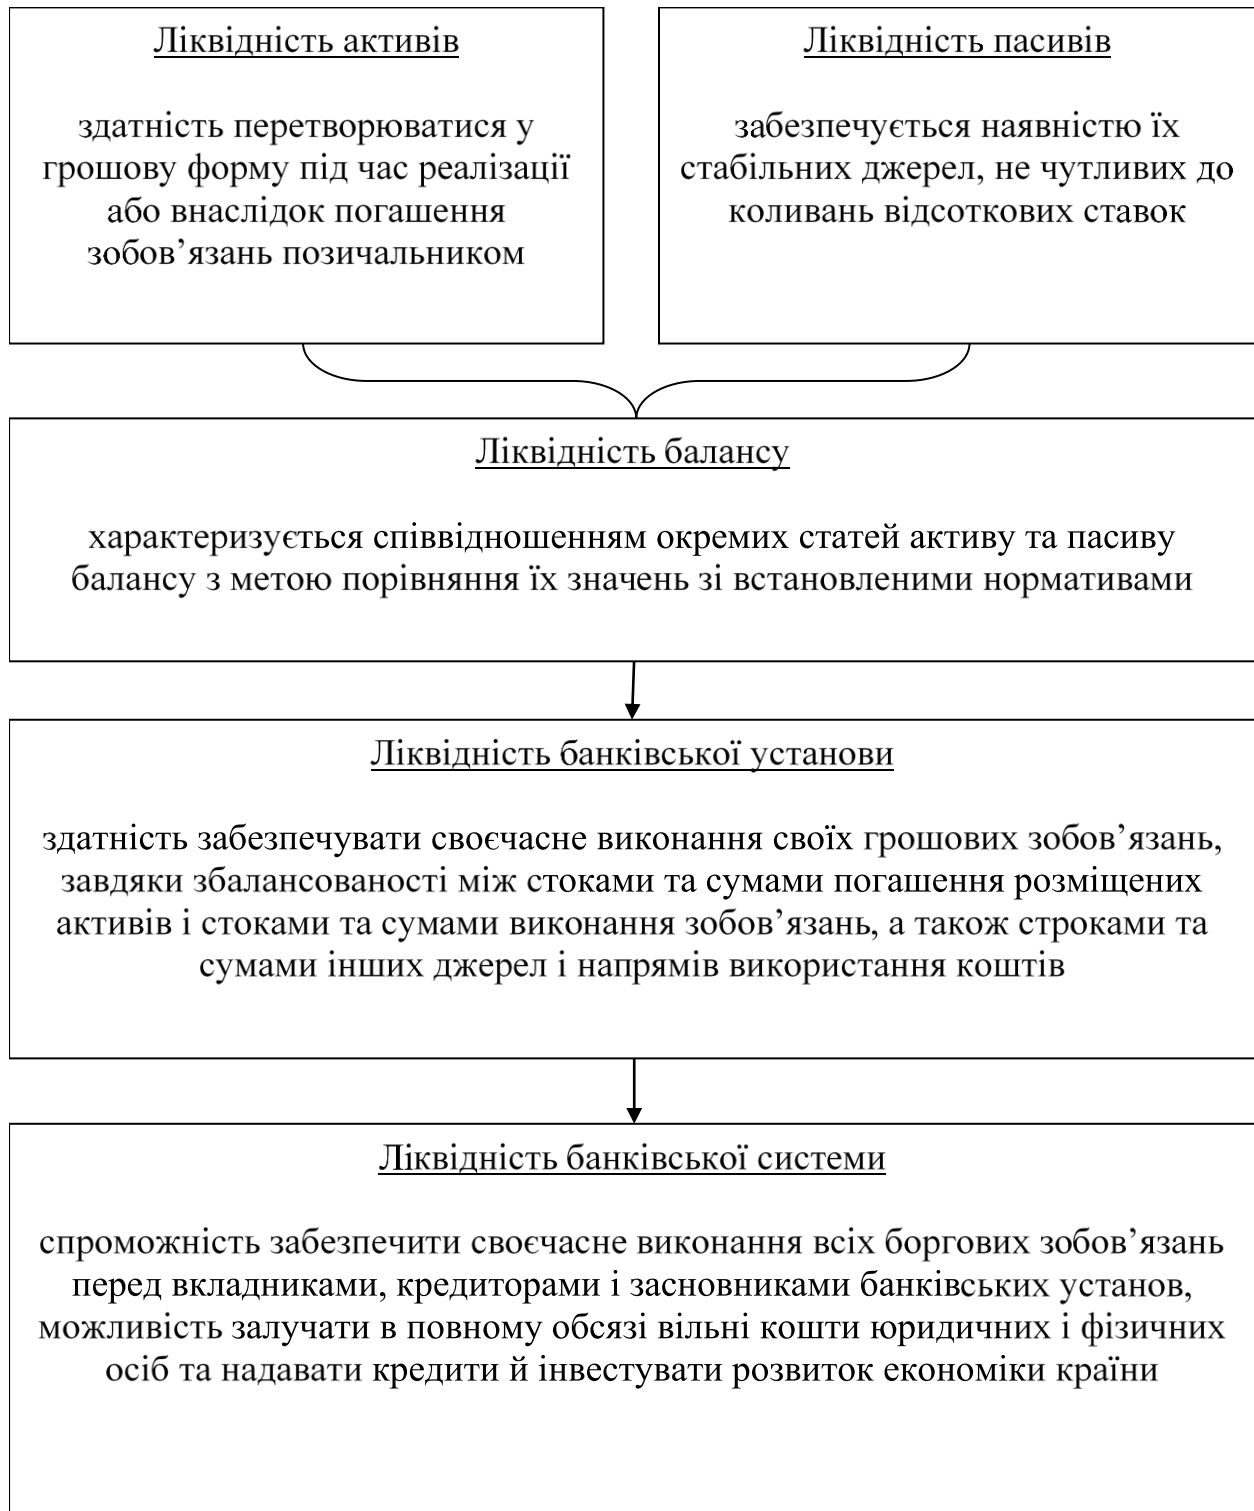 Ліквідність активів
здатність перетворюватися у
грошову форму під час реалізації
або внаслідок погашення
зобов’язань позичальником
Ліквідність пасивів
забезпечується наявністю їх
стабільних джерел, не чутливих до
коливань відсоткових ставок
Ліквідність балансу
характеризується співвідношенням окремих статей активу та пасиву
балансу з метою порівняння їх значень зі встановленими нормативами
Ліквідність банківської установи
здатність забезпечувати своєчасне виконання своїх грошових зобов’язань,
завдяки збалансованості між стоками та сумами погашення розміщених
активів і стоками та сумами виконання зобов’язань, а також строками та
сумами інших джерел і напрямів використання коштів
Ліквідність банківської системи
спроможність забезпечити своєчасне виконання всіх боргових зобов’язань
перед вкладниками, кредиторами і засновниками банківських установ,
можливість залучати в повному обсязі вільні кошти юридичних і фізичних
осіб та надавати кредити й інвестувати розвиток економіки країни